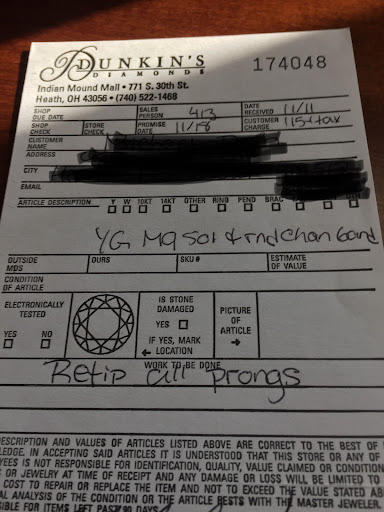 DUNKIN'S
DIAMONDS
174048
Indian Mound Mall • 771 S. 30th St.
Heath, OH 43056 • (740) 522-1468
SHOP DUE DATE SALES PERSON 413 DATE RECEIVED 11/11
SHOP CHECK STORE CHECK PROMISE DATE 11/18 CUSTOMER CHARGE 115+tax
CUSTOMER NAME
ADDRESS
CITY
EMAIL
ARTICLE DESCRIPTION Y W 10KT 14KT OTHER RING PEND BRAC
YG Mq Sol + rnd chan band
OUTSIDE MDS OURS SKU # ESTIMATE OF VALUE
CONDITION OF ARTICLE
ELECTRONICALLY TESTED
YES NO
IS STONE DAMAGED
YES
IF YES, MARK
← LOCATION
PICTURE OF ARTICLE
→
WORK TO BE DONE
Retip all prongs
DESCRIPTION AND VALUES OF ARTICLES LISTED ABOVE ARE CORRECT TO THE BEST OF
LEDGE. IN ACCEPTING SAID ARTICLES IT IS UNDERSTOOD THAT THIS STORE OR ANY OF
YEES IS NOT RESPONSIBLE FOR IDENTIFICATION, QUALITY, VALUE CLAIMED OR CONDITION
OR JEWELRY AT TIME OF RECEIPT AND ANY DAMAGE OR LOSS WILL BE LIMITED TO
COST TO REPAIR OR REPLACE THE ITEM AND NOT TO EXCEED THE VALUE STATED
AL ANALYSIS OF THE CONDITION OR THE ARTICLE RESTS WITH THE MASTER JEWELER.
SIBLE FOR ITEMS LEFT PAST 90 DAYS